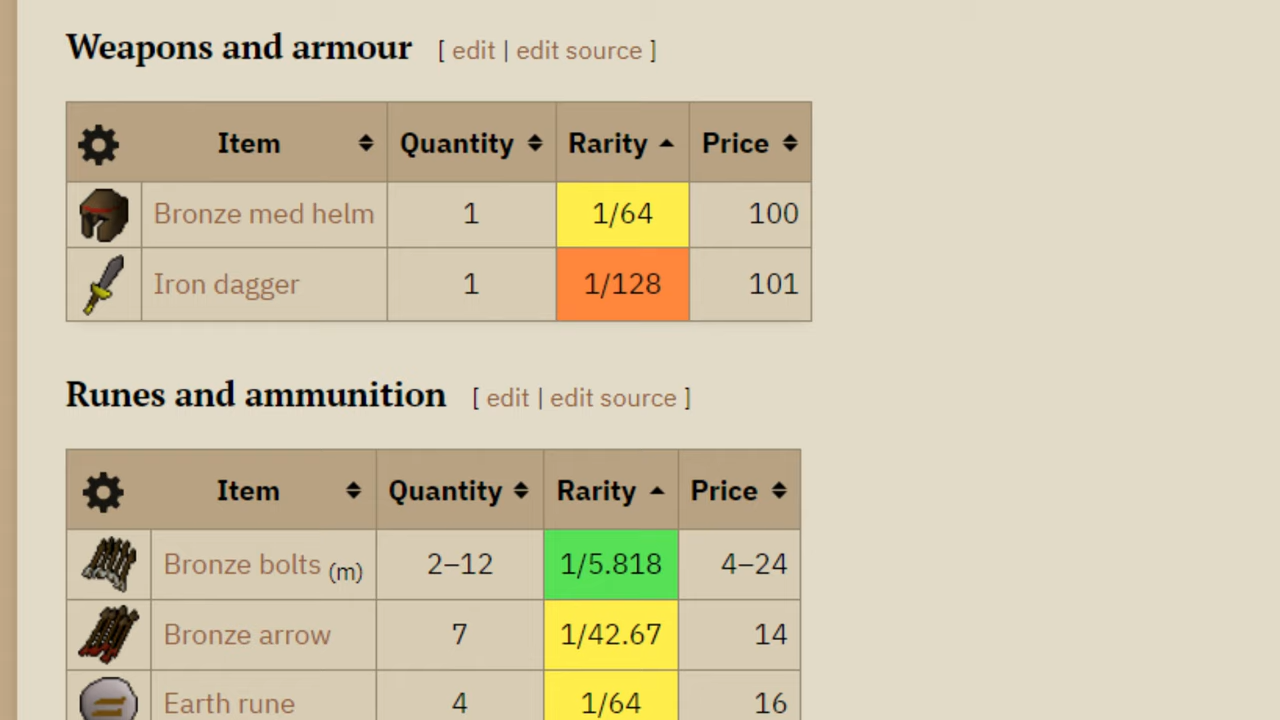 Weapons and armour [ edit | edit source ]
Item Quantity Rarity Price
Bronze med helm 1 1/64 100
Iron dagger 1 1/128 101
Runes and ammunition [ edit | edit source ]
Item Quantity Rarity Price
Bronze bolts (m) 2–12 1/5.818 4–24
Bronze arrow 7 1/42.67 14
Earth rune 4 1/64 16